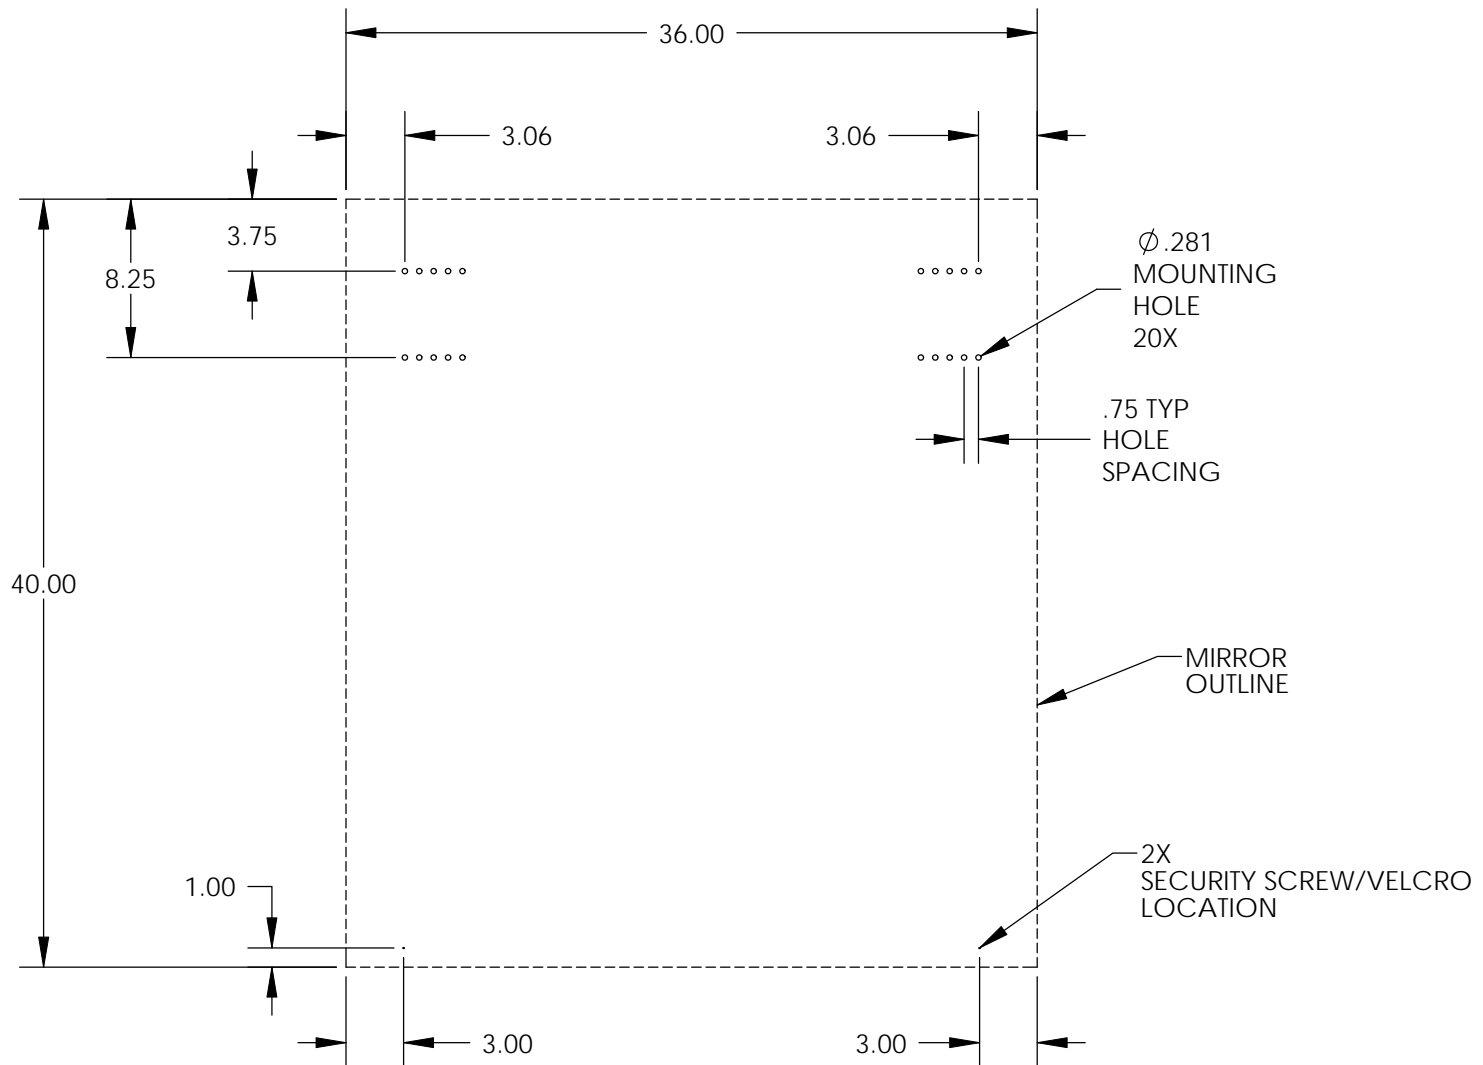 36.00
3.06
3.06
3.75
8.25
Ø .281
MOUNTING
HOLE
20X
.75 TYP
HOLE
SPACING
40.00
MIRROR
OUTLINE
1.00
2X
SECURITY SCREW/VELCRO
LOCATION
3.00
3.00